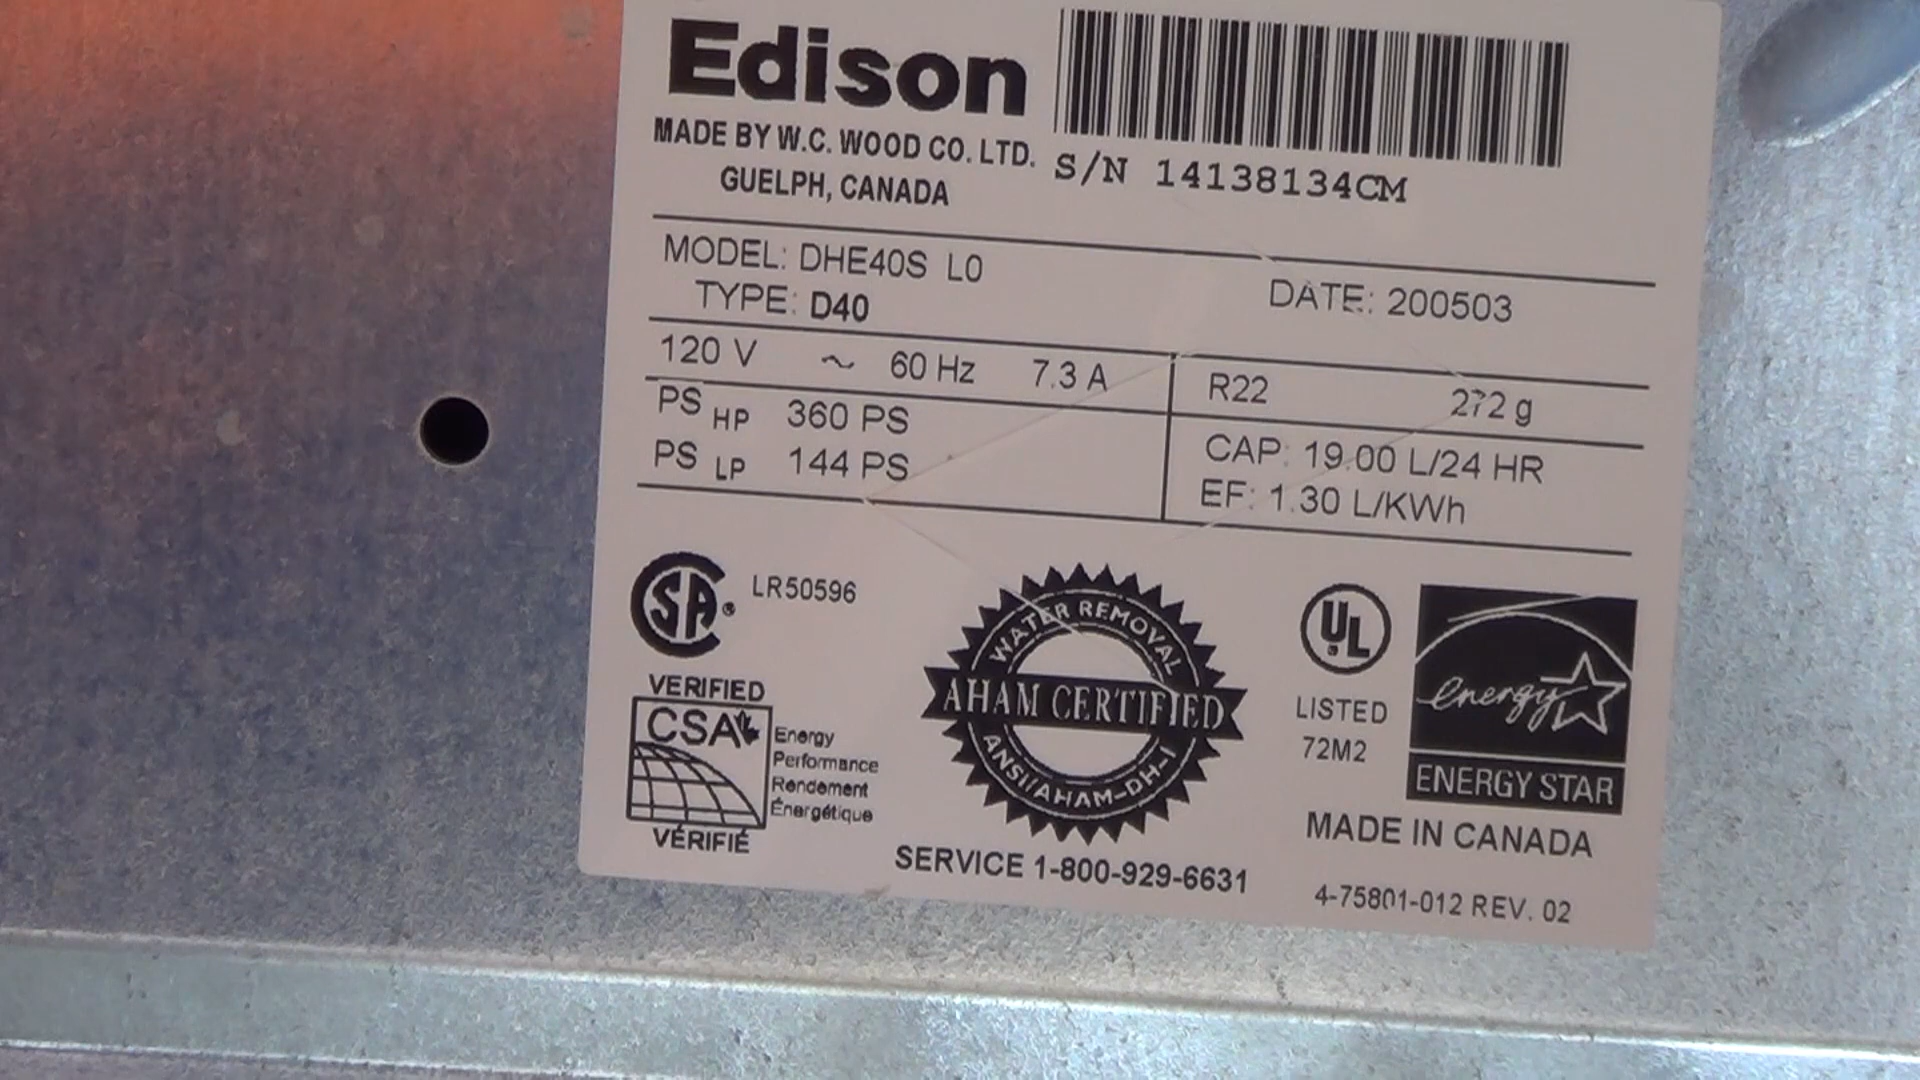 Edison
MADE BY W.C. WOOD CO. LTD.
GUELPH, CANADA
S/N 14138134CM
MODEL: DHE40S L0
TYPE: D40
DATE: 200503
120 V ~ 60 Hz 7.3 A
R22 272 g
PS HP 360 PS
PS LP 144 PS
CAP: 19.00 L/24 HR
EF: 1.30 L/KWh
SA LR50596
VERIFIED
CSA
Energy
Performance
Rendement
Énergétique
VÉRIFIÉ
WATER REMOVAL
AHAM CERTIFIED
ANSI/AHAM-DH-1
SERVICE 1-800-929-6631
UL
LISTED
72M2
energy
ENERGY STAR
MADE IN CANADA
4-75801-012 REV. 02